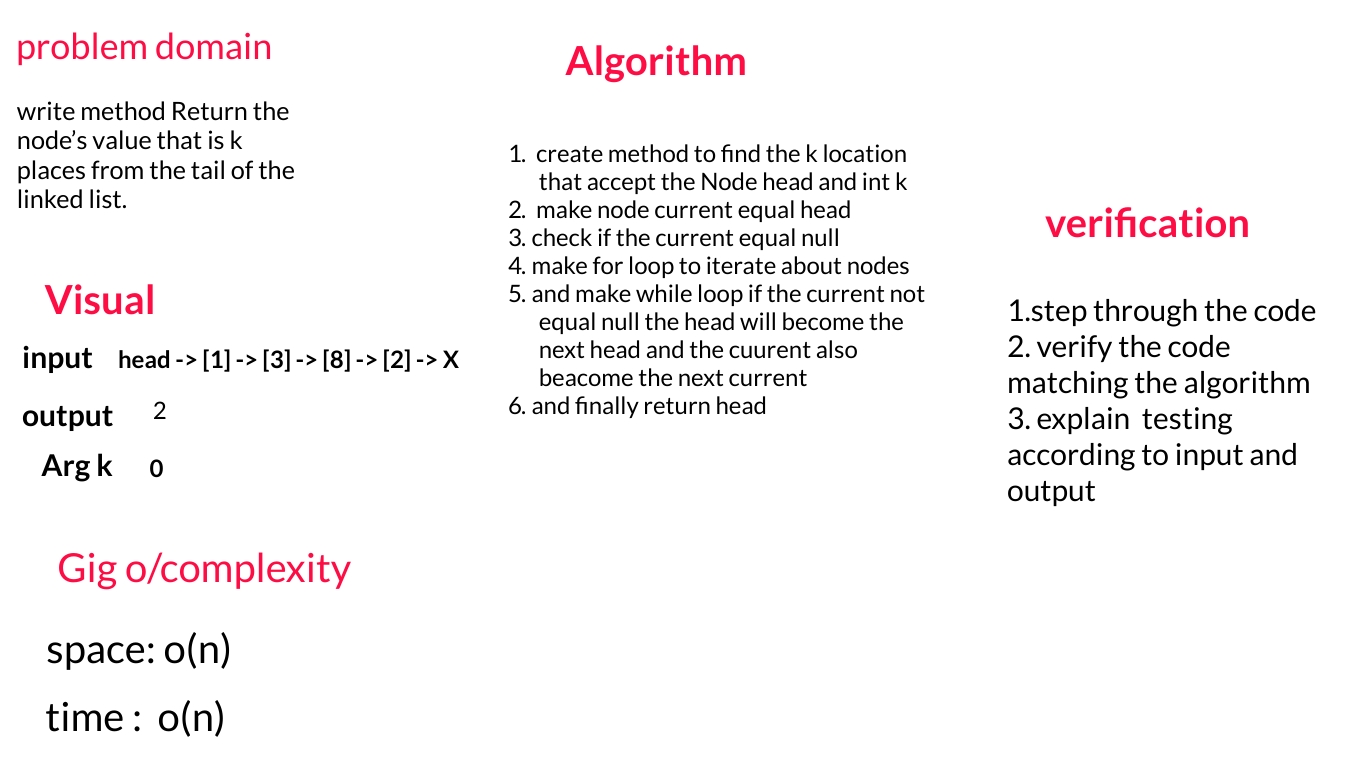 problem domain
write method Return the
node’s value that is k
places from the tail of the
linked list.
Visual
input head -> [1] -> [3] -> [8] -> [2] -> X
output 2
Arg k 0
Gig o/complexity
space: o(n)
time : o(n)
Algorithm
1. create method to find the k location
that accept the Node head and int k
2. make node current equal head
3. check if the current equal null
4. make for loop to iterate about nodes
5. and make while loop if the current not
equal null the head will become the
next head and the cuurent also
beacome the next current
6. and finally return head
verification
1.step through the code
2. verify the code
matching the algorithm
3. explain testing
according to input and
output